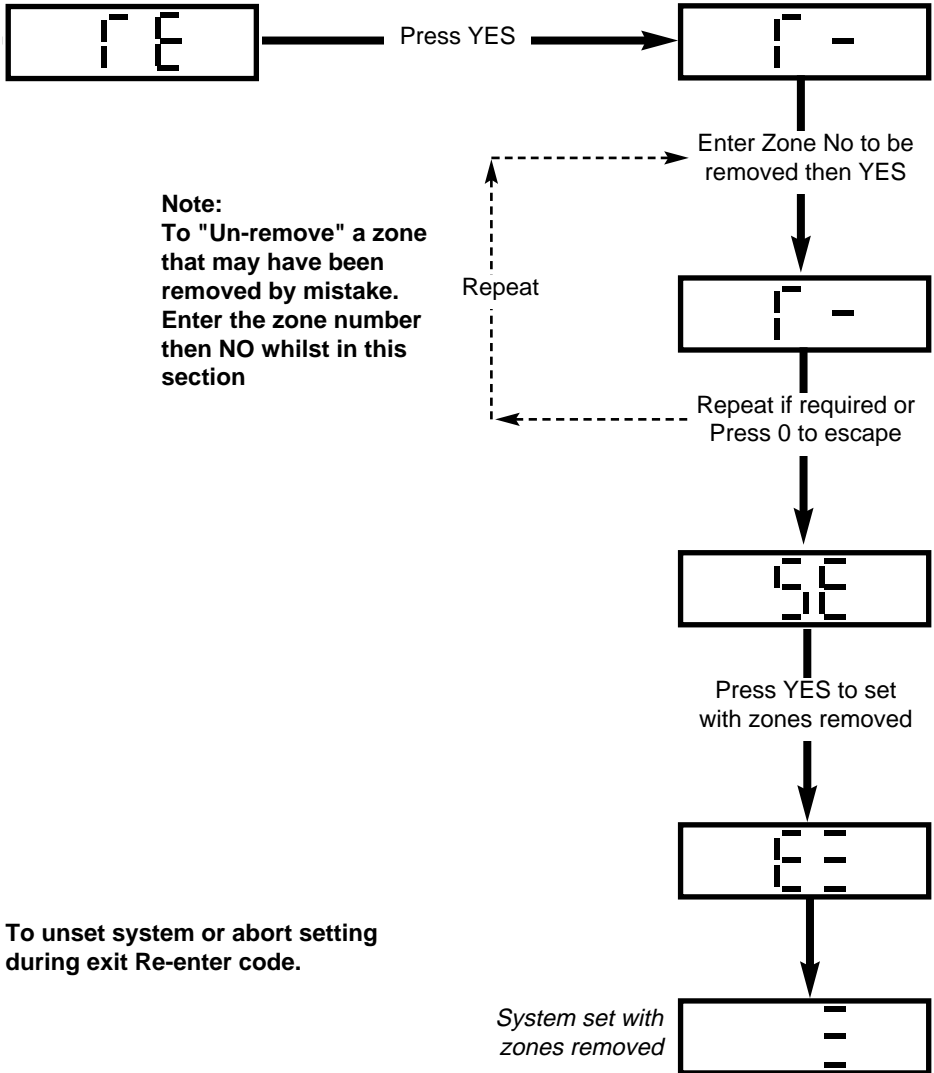 ГE
Press YES
Г -
Enter Zone No to be
removed then YES
Note:
To "Un-remove" a zone
that may have been
removed by mistake.
Enter the zone number
then NO whilst in this
section
Repeat
Г -
Repeat if required or
Press 0 to escape
SE
Press YES to set
with zones removed
E Ξ
To unset system or abort setting
during exit Re-enter code.
System set with
zones removed
Ξ